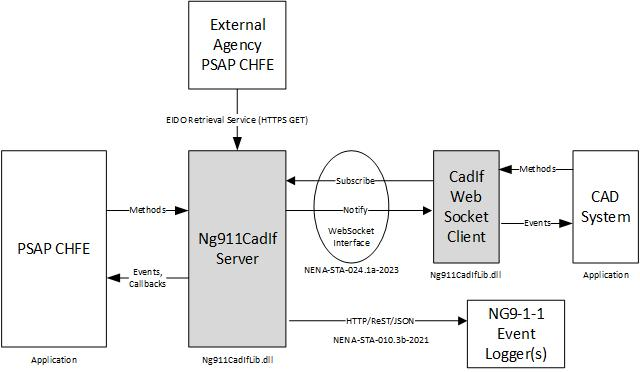 External
Agency
PSAP CHFE
EIDO Retrieval Service (HTTPS GET)
PSAP CHFE
Application
Methods
Events,
Callbacks
Ng911CadIf
Server
Ng911CadIfLib.dll
Subscribe
Notify
WebSocket
Interface
NENA-STA-024.1a-2023
CadIf
Web
Socket
Client
Ng911CadIfLib.dll
Methods
Events
CAD
System
Application
HTTP/ReST/JSON
NENA-STA-010.3b-2021
NG9-1-1
Event
Logger(s)